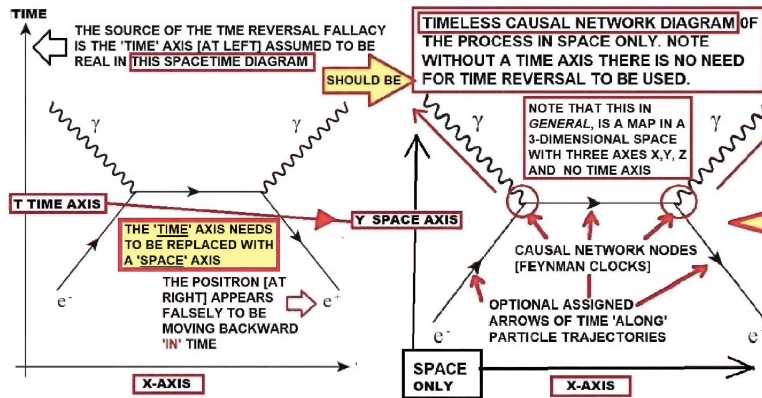 TIME
THE SOURCE OF THE TME REVERSAL FALLACY
IS THE 'TIME' AXIS [AT LEFT] ASSUMED TO BE
REAL IN THIS SPACETIME DIAGRAM
SHOULD BE
TIMELESS CAUSAL NETWORK DIAGRAM 0F
THE PROCESS IN SPACE ONLY. NOTE
WITHOUT A TIME AXIS THERE IS NO NEED
FOR TIME REVERSAL TO BE USED.
γ
γ
T TIME AXIS
THE 'TIME' AXIS NEEDS
TO BE REPLACED WITH
A 'SPACE' AXIS
THE POSITRON [AT
RIGHT] APPEARS
FALSELY TO BE
MOVING BACKWARD
'IN' TIME
e-
e+
X-AXIS
γ
NOTE THAT THIS IN
GENERAL, IS A MAP IN A
3-DIMENSIONAL SPACE
WITH THREE AXES X,Y, Z
AND NO TIME AXIS
γ
Y SPACE AXIS
CAUSAL NETWORK NODES
[FEYNMAN CLOCKS]
OPTIONAL ASSIGNED
ARROWS OF TIME 'ALONG'
PARTICLE TRAJECTORIES
e-
e
SPACE
ONLY
X-AXIS